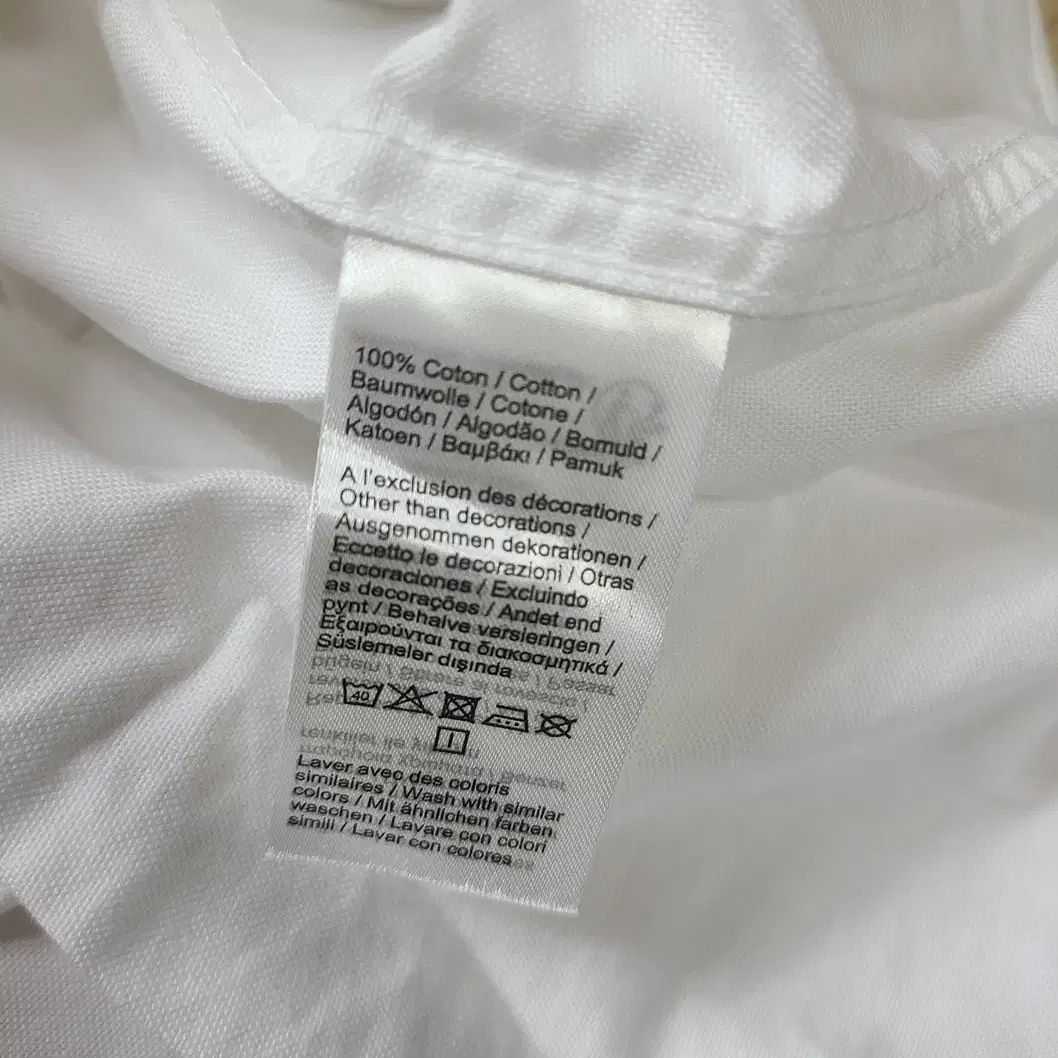 100% Coton / Cotton /
Baumwolle / Cotone /
Algodón / Algodão / Bomuld /
Katoen / Βαμβάκι / Pamuk
A l'exclusion des décorations /
Other than decorations /
Ausgenommen dekorationen /
Eccetto le decorazioni / Otras
decoraciones / Excluindo
as decorações / Andet end
pynt / Behalve versieringen /
Εξαιρούνται τα διακοσμητικά /
Süslemeler dışında
40
Laver avec des coloris
similaires / Wash with similar
colors / Mit ähnlichen farben
waschen / Lavare con colori
simili / Lavar con colores